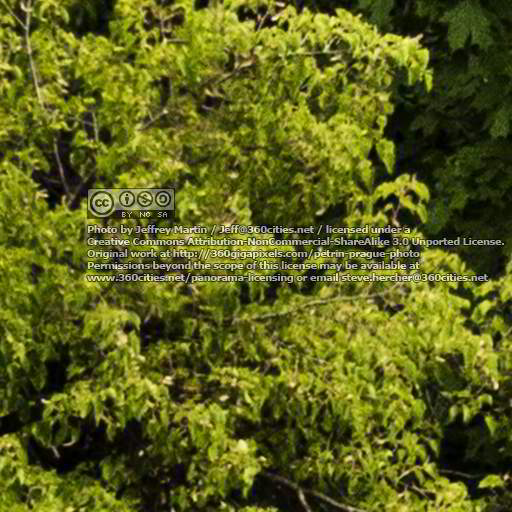 cc
BY NC SA
Photo by Jeffrey Martin / Jeff@360cities.net / licensed under a
Creative Commons Attribution-NonCommercial-ShareAlike 3.0 Unported License.
Original work at http://360gigapixels.com/petrin-prague-photo
Permissions beyond the scope of this license may be available at
www.360cities.net/panorama-licensing or email steve.hercher@360cities.net